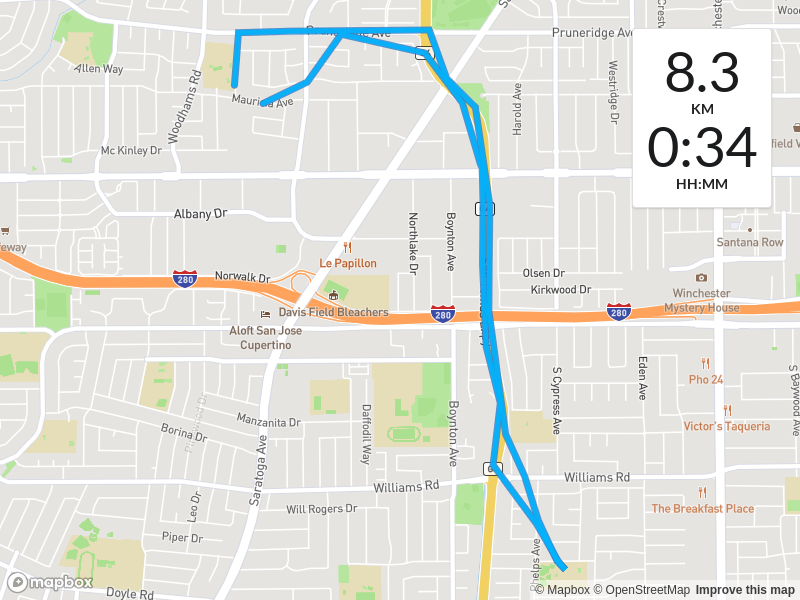 Pruneridge Ave
Allen Way
Woodhams Rd
Westridge Dr
Harold Ave
Mc Kinley Dr
Albany Dr
Northlake Dr
Boynton Ave
Le Papillon
Norwalk Dr
280
Olsen Dr
Kirkwood Dr
Santana Row
Winchester
Mystery House
Davis Field Bleachers
280
280
Aloft San Jose
Cupertino
S Cypress Ave
Eden Ave
S Baywood Ave
Pho 24
Victor's Taqueria
Manzanita Dr
Borina Dr
Daffodil Way
Boynton Ave
Saratoga Ave
Leo Dr
Williams Rd
Williams Rd
Will Rogers Dr
The Breakfast Place
Piper Dr
Doyle Rd
8.3
KM
0:34
HH:MM
mapbox
© Mapbox © OpenStreetMap Improve this map